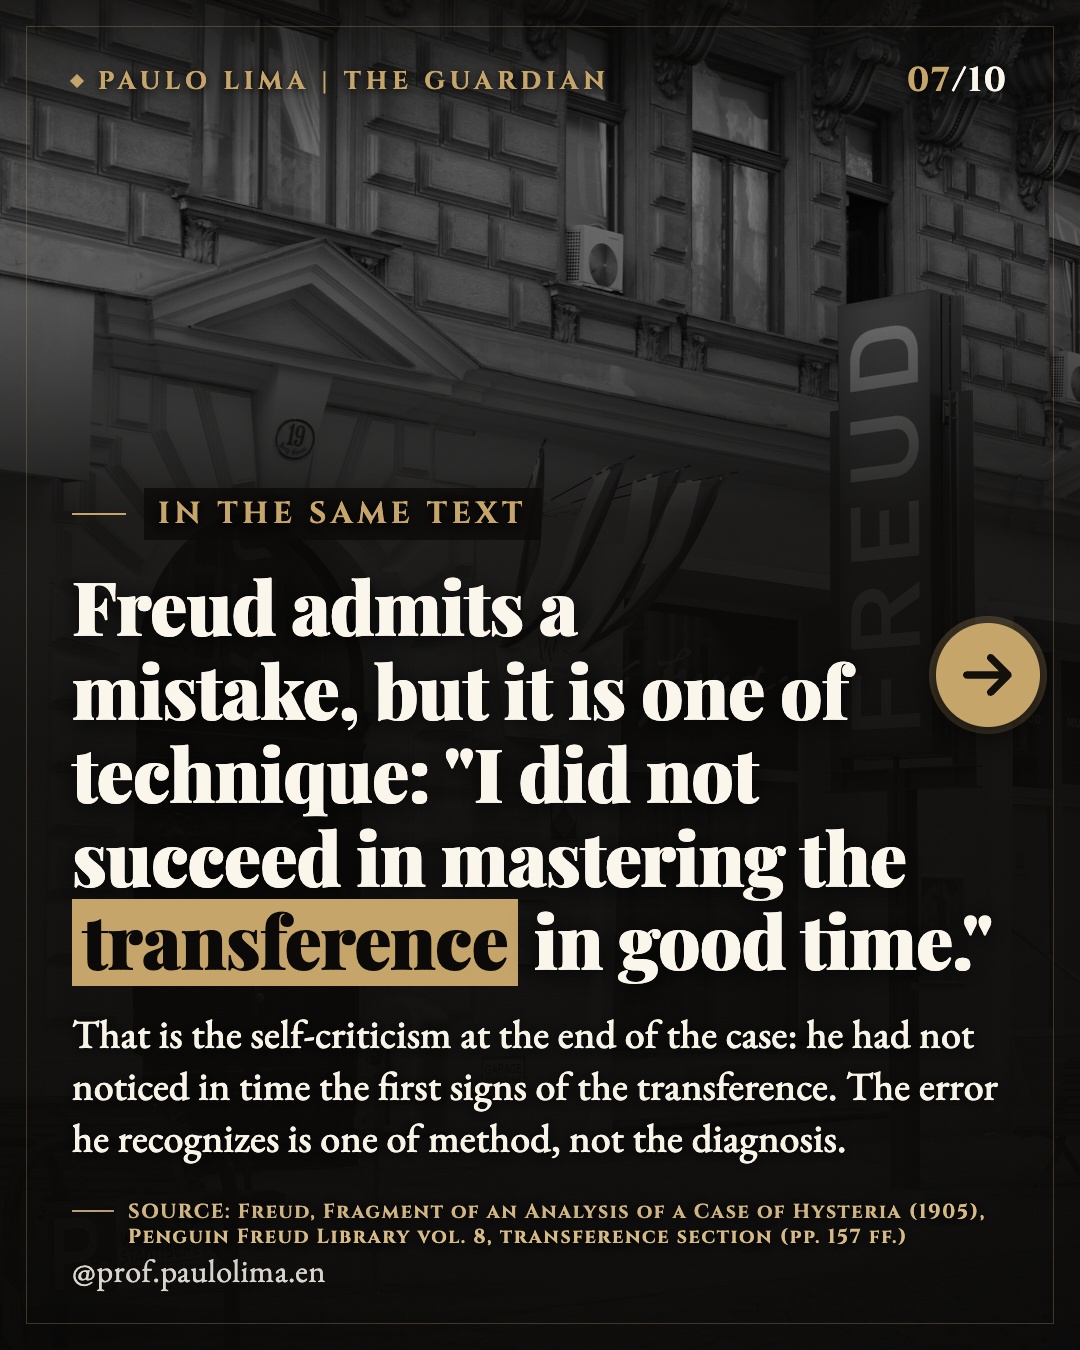 ◆ PAULO LIMA | THE GUARDIAN
07/10
19
FREUD
IN THE SAME TEXT
Freud admits a
mistake, but it is one of
technique: "I did not
succeed in mastering the
transference in good time."
That is the self-criticism at the end of the case: he had not
noticed in time the first signs of the transference. The error
he recognizes is one of method, not the diagnosis.
SOURCE: Freud, Fragment of an Analysis of a Case of Hysteria (1905),
Penguin Freud Library vol. 8, transference section (pp. 157 ff.)
@prof.paulolima.en